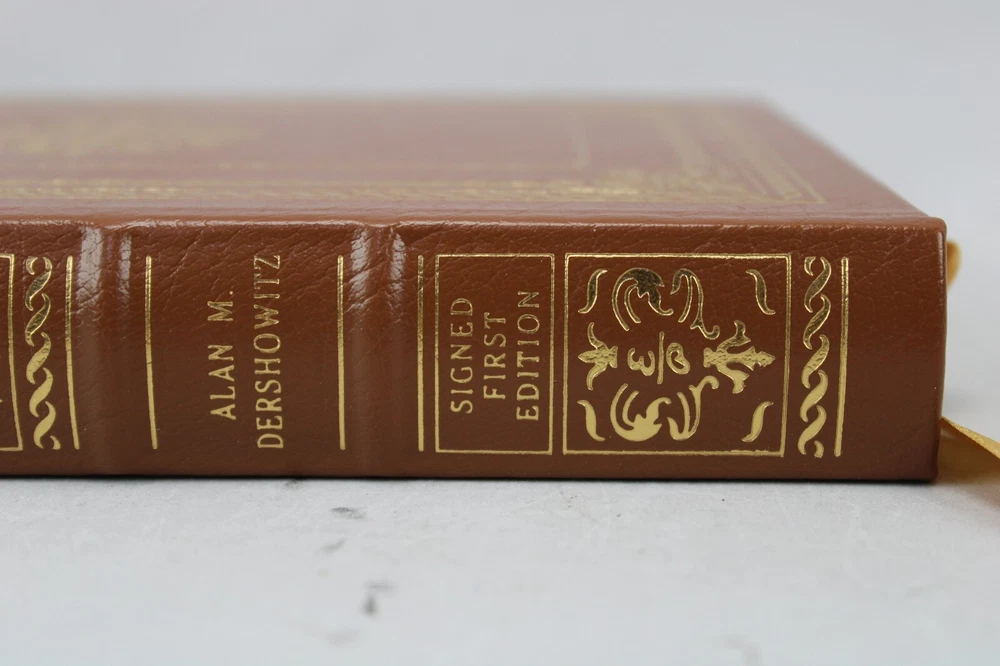 ALAN M.
DERSHOWITZ
SIGNED
FIRST
EDITION